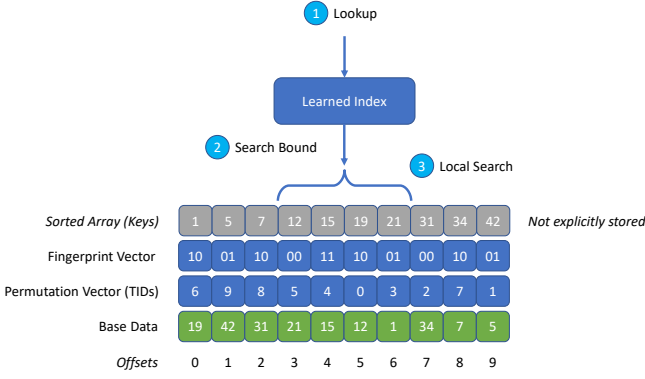 1 Lookup
Learned Index
2 Search Bound
3 Local Search
Sorted Array (Keys) 1 5 7 12 15 19 21 31 34 42 Not explicitly stored
Fingerprint Vector 10 01 10 00 11 10 01 00 10 01
Permutation Vector (TIDs) 6 9 8 5 4 0 3 2 7 1
Base Data 19 42 31 21 15 12 1 34 7 5
Offsets 0 1 2 3 4 5 6 7 8 9